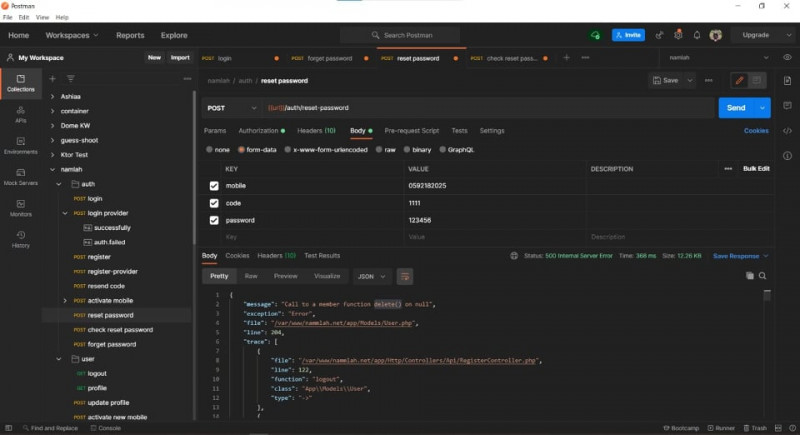 Postman
File Edit View Help
Home Workspaces Reports Explore
Search Postman
Invite
Upgrade
My Workspace New Import
POST login POST forget password POST reset password POST check reset pass...
namlah
Collections
APIs
Environments
Mock Servers
Monitors
History
Ashiaa
container
Dome KW
guess-shoot
Ktor Test
namlah
auth
POST login
POST login provider
successfully
auth.failed
POST register
POST register-provider
POST resend code
POST activate mobile
POST reset password
POST check reset password
POST forget password
user
GET logout
GET profile
POST update profile
POST activate new mobile
namlah / auth / reset password
Save
POST {{url}}/auth/reset-password
Send
Params Authorization Headers (10) Body Pre-request Script Tests Settings Cookies
none form-data x-www-form-urlencoded raw binary GraphQL
KEY VALUE DESCRIPTION Bulk Edit
mobile 0592182025
code 1111
password 123456
Key Value Description
Body Cookies Headers (10) Test Results
Status: 500 Internal Server Error Time: 368 ms Size: 12.26 KB Save Response
Pretty Raw Preview Visualize JSON
1 {
2 "message": "Call to a member function delete() on null",
3 "exception": "Error",
4 "file": "/var/www/nammlah.net/app/Models/User.php",
5 "line": 204,
6 "trace": [
7 {
8 "file": "/var/www/nammlah.net/app/Http/Controllers/Api/RegisterController.php",
9 "line": 122,
10 "function": "logout",
11 "class": "App\\Models\\User",
12 "type": "->"
13 },
14 {
Find and Replace Console
Bootcamp Runner Trash